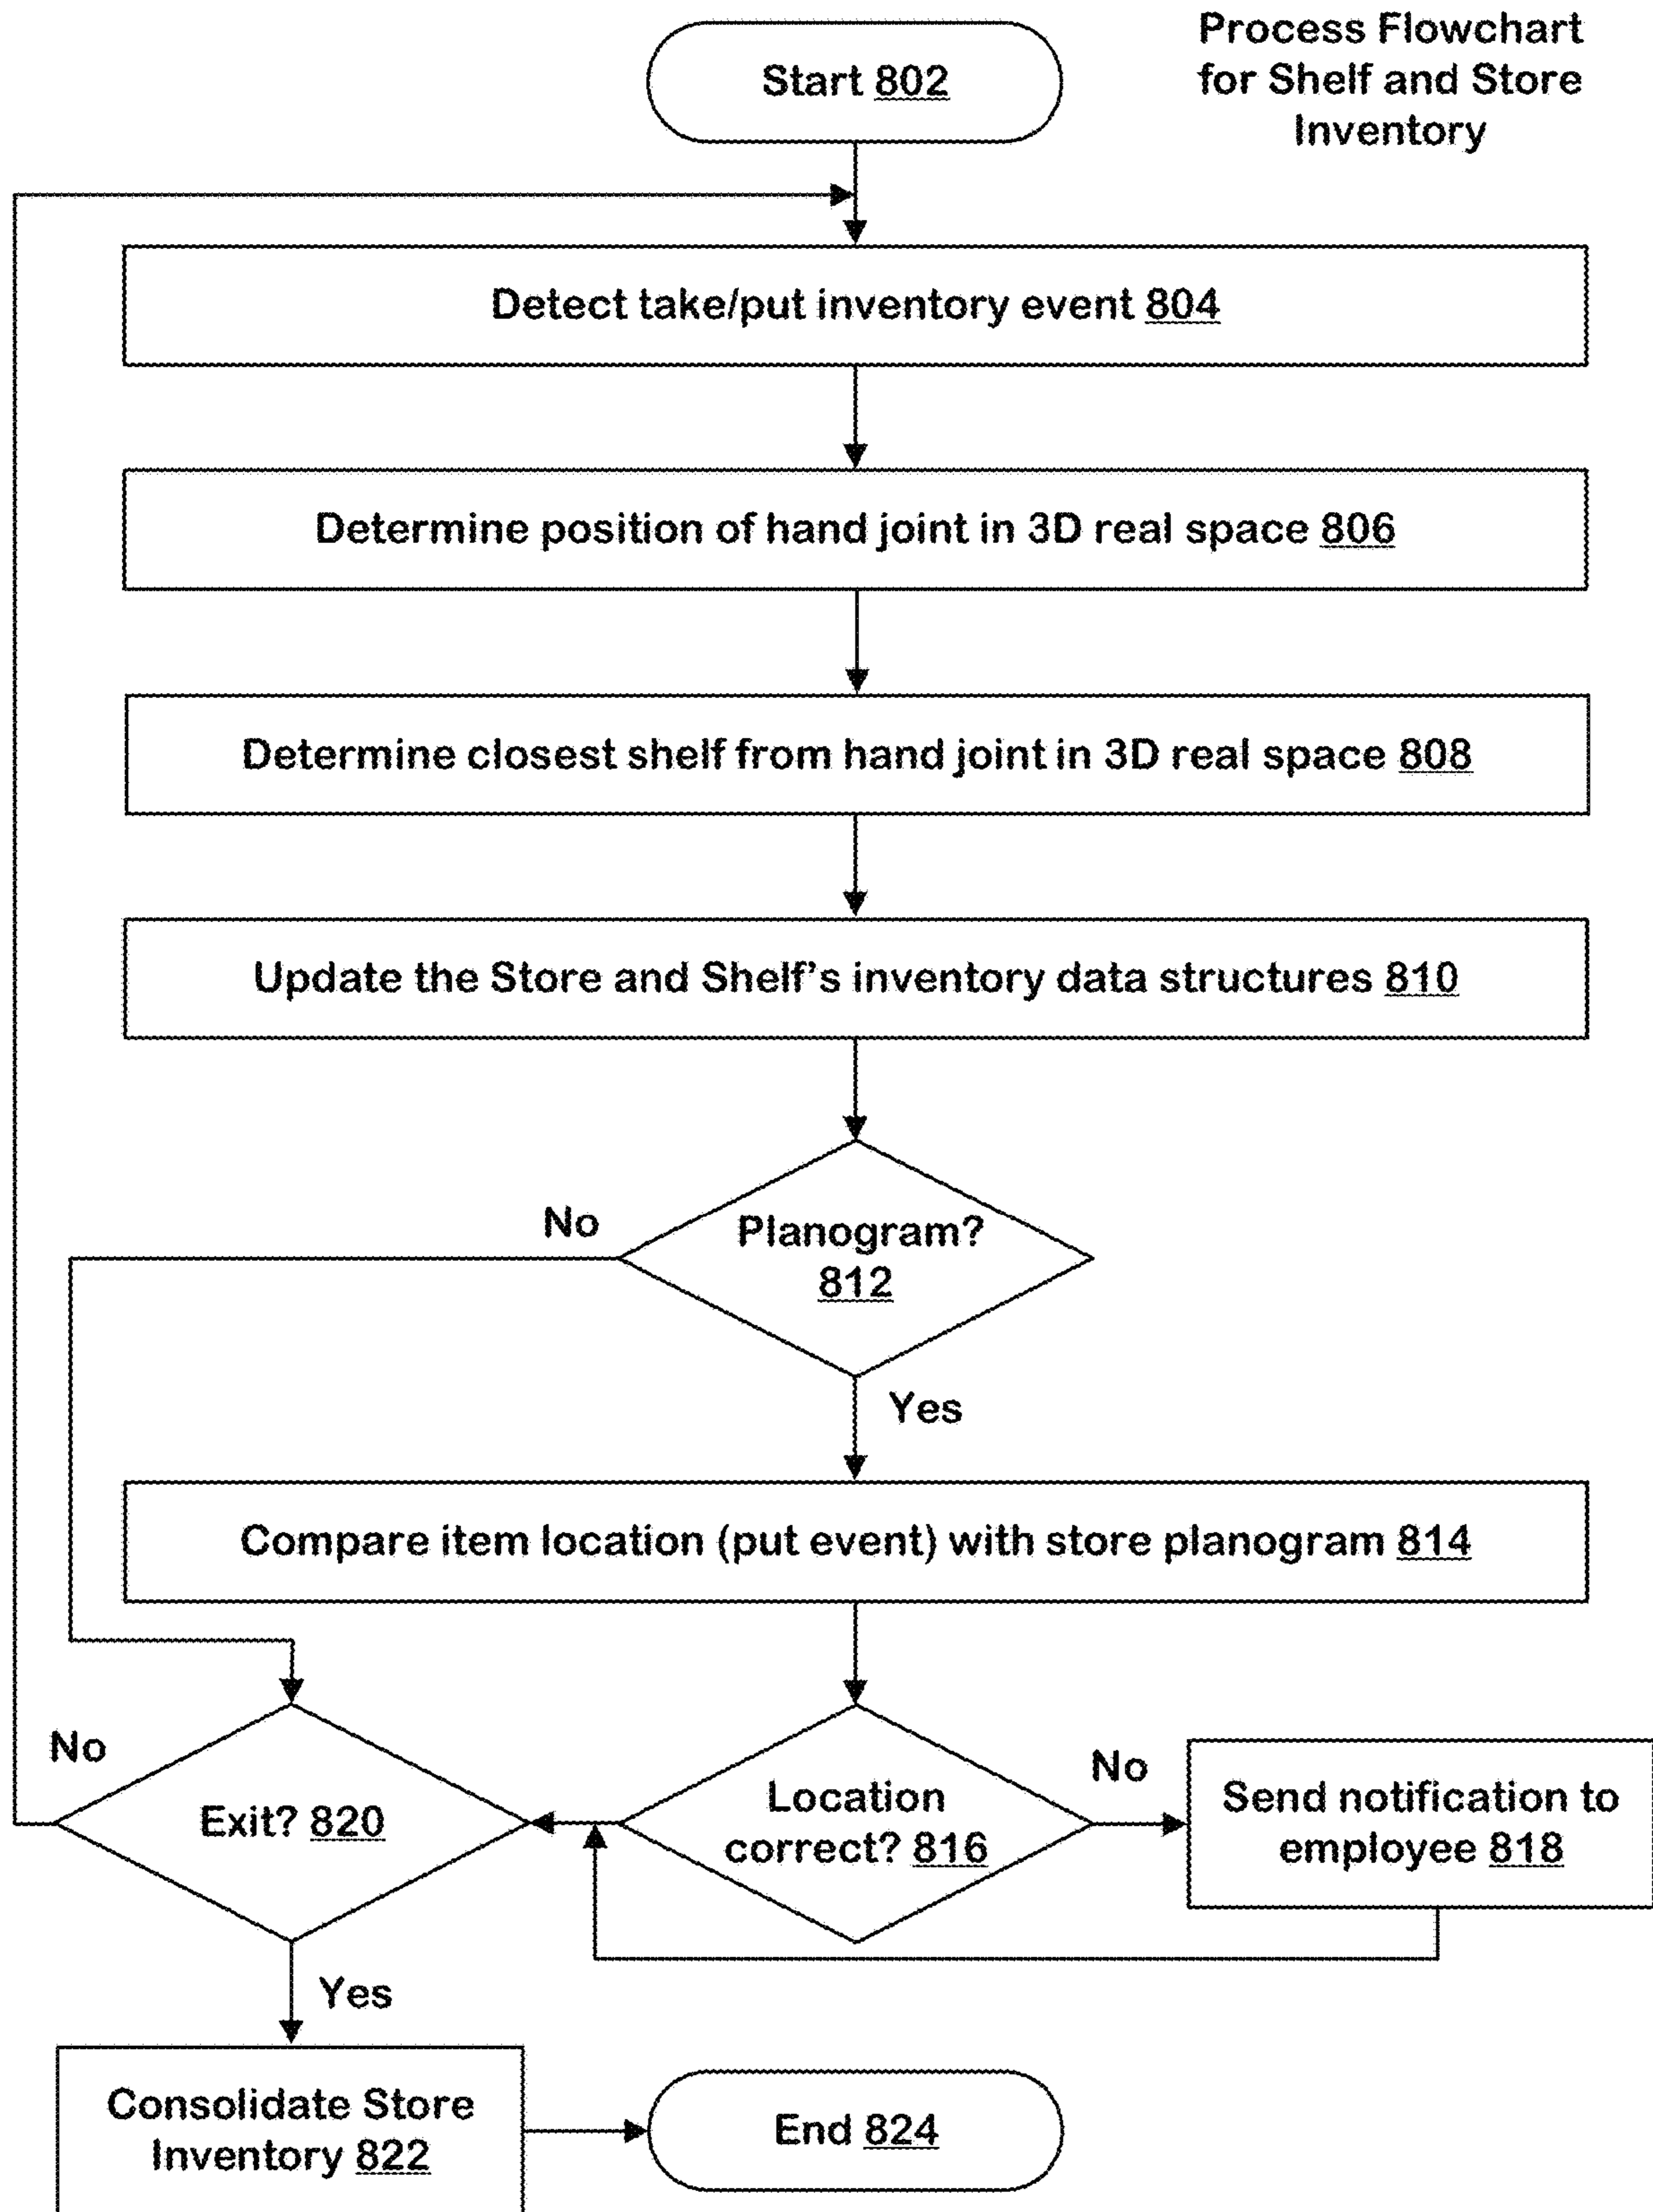 Process Flowchart
for Shelf and Store
Inventory
Start 802
Detect take/put inventory event 804
Determine position of hand joint in 3D real space 806
Determine closest shelf from hand joint in 3D real space 808
Update the Store and Shelf's inventory data structures 810
No
Planogram?
812
Yes
Compare item location (put event) with store planogram 814
No
Exit? 820
Location
correct? 816
No
Send notification to
employee 818
Yes
Consolidate Store
Inventory 822
End 824